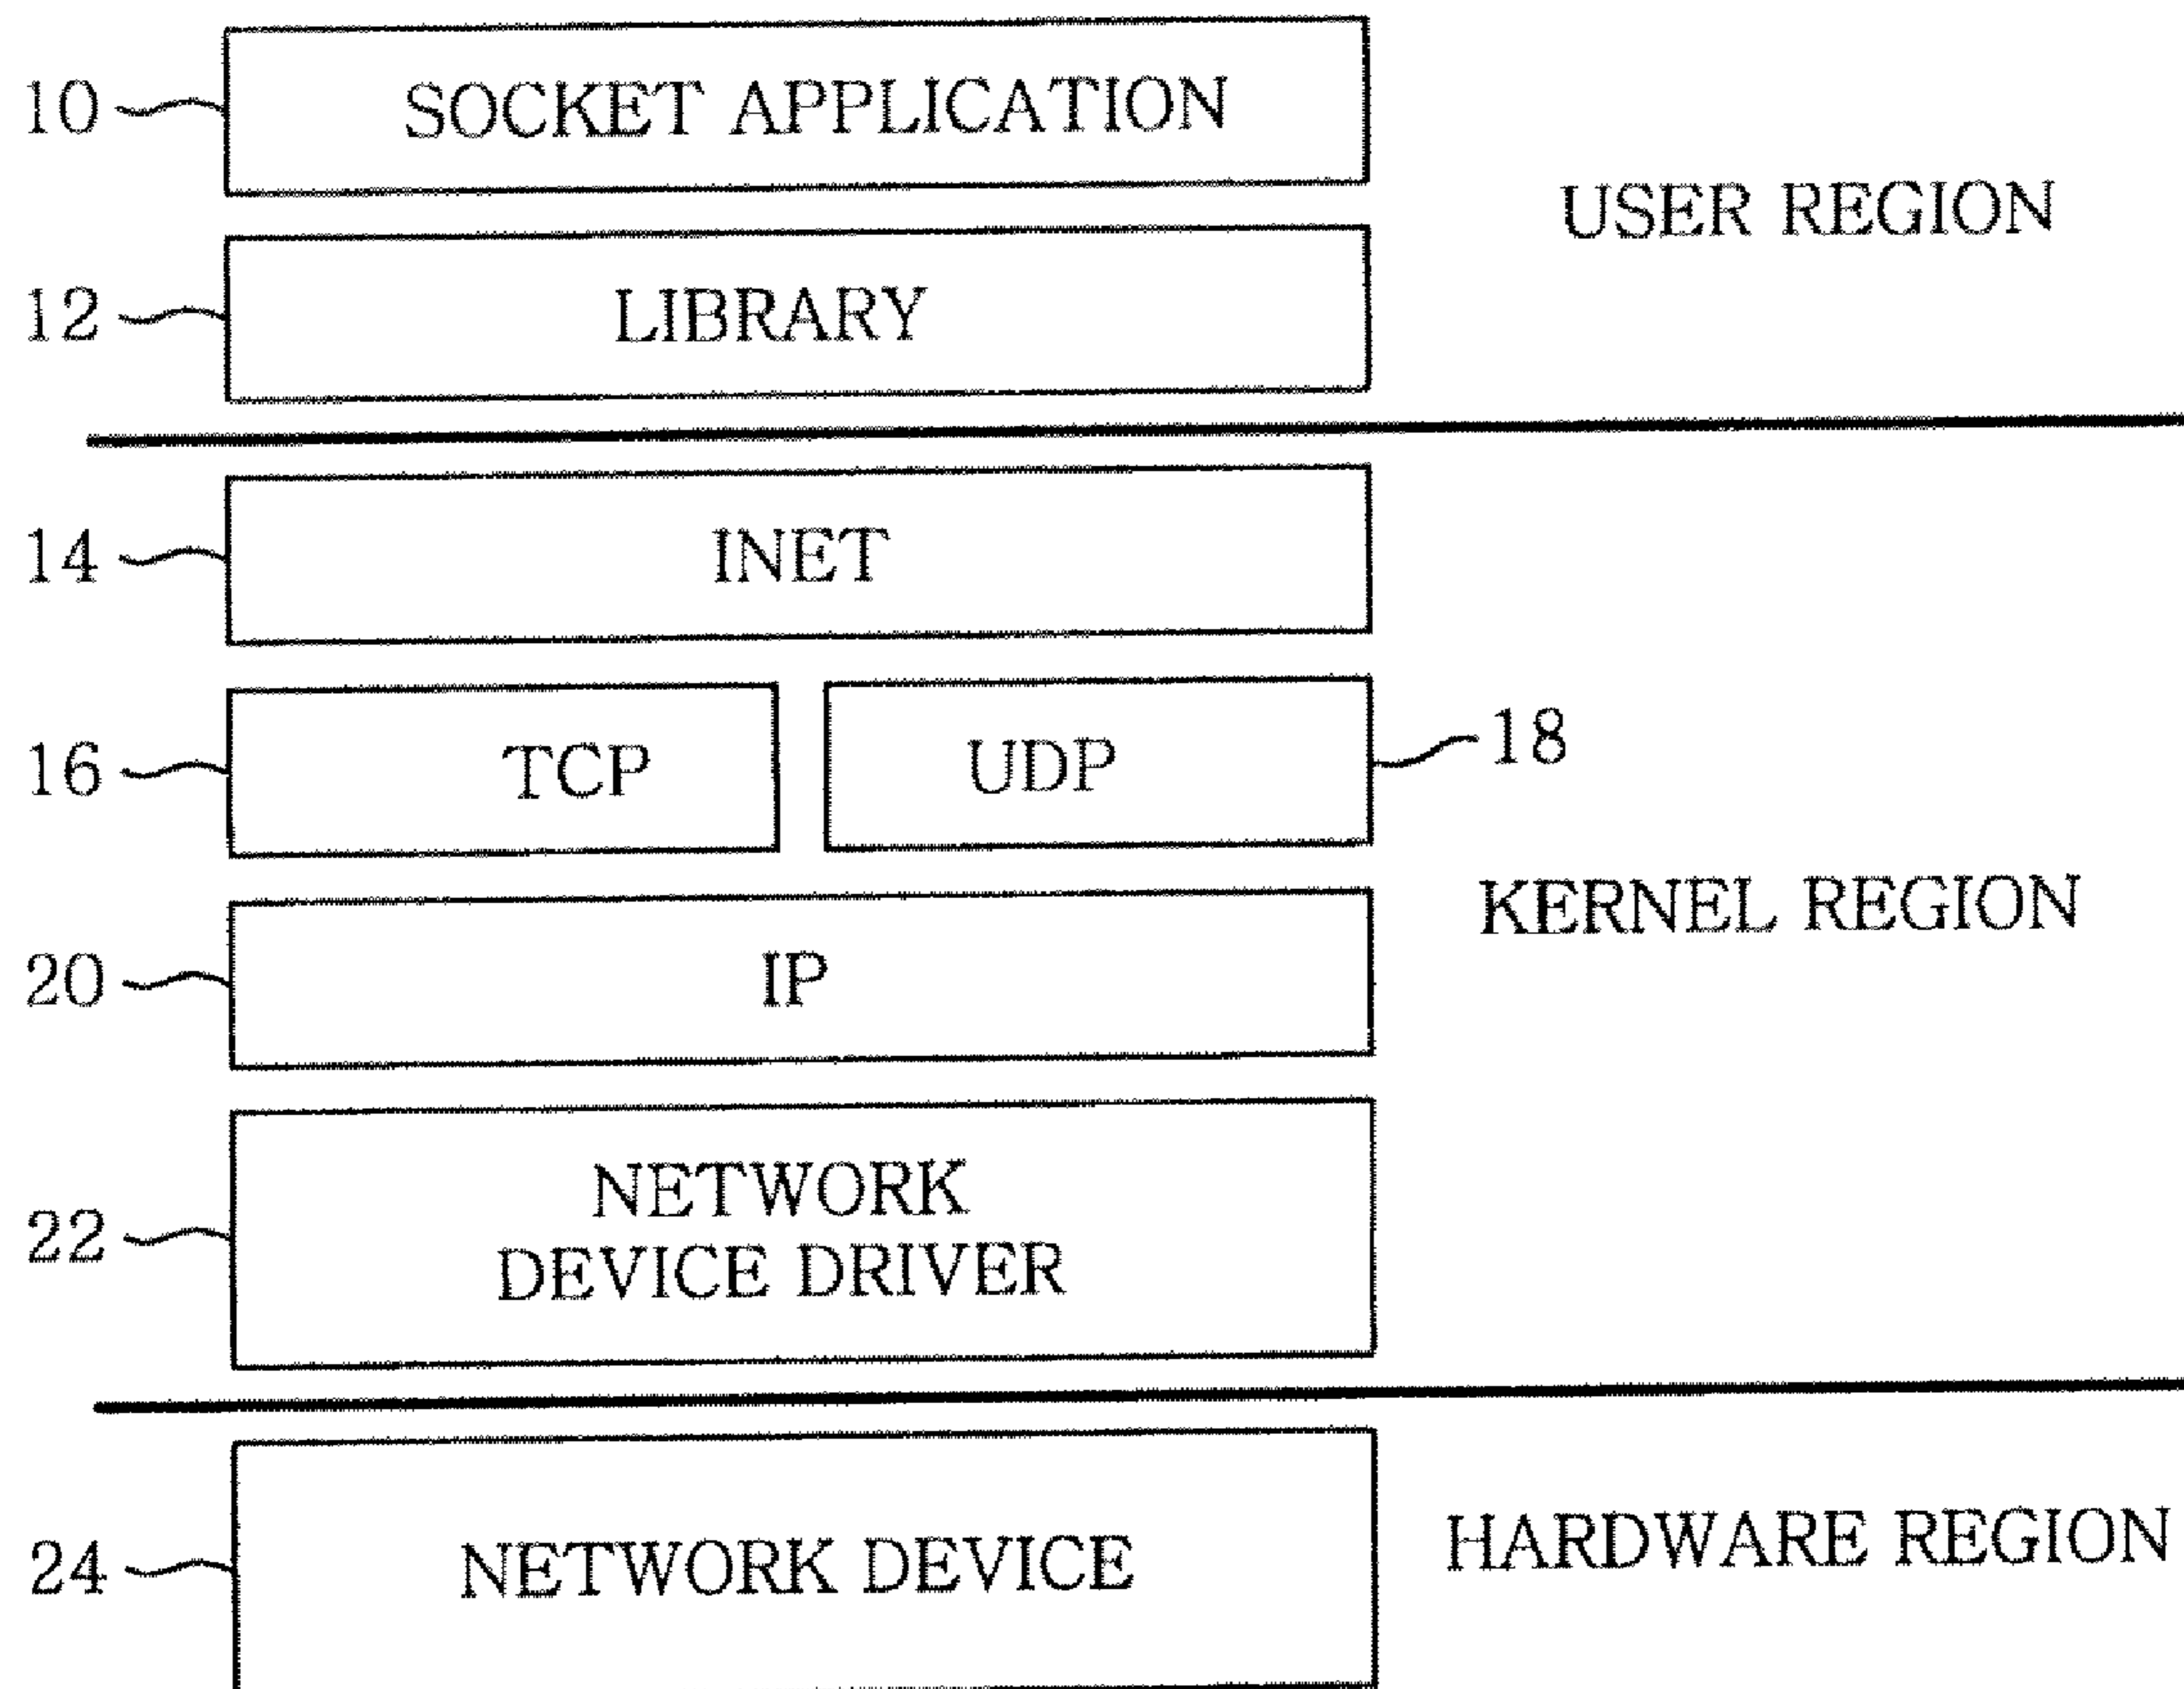 10 SOCKET APPLICATION
USER REGION
12 LIBRARY
14 INET
16 TCP UDP 18
KERNEL REGION
20 IP
NETWORK
22 DEVICE DRIVER
24 NETWORK DEVICE HARDWARE REGION